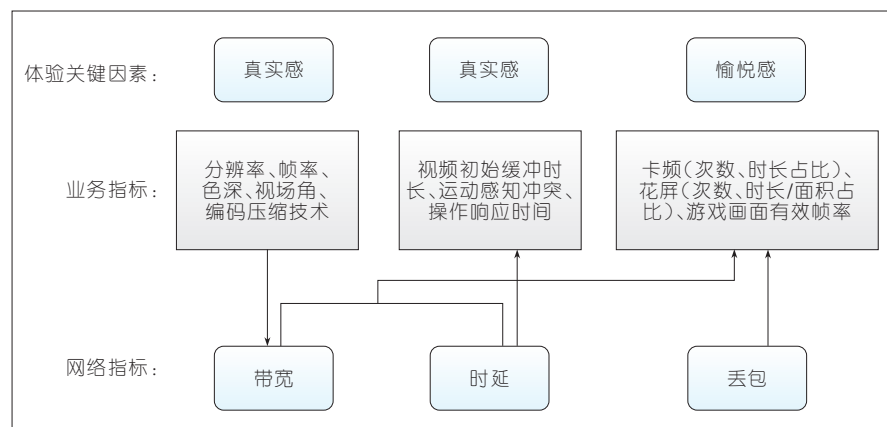 体验关键因素：
真实感
真实感
愉悦感
业务指标：
分辨率、帧率、
色深、视场角、
编码压缩技术
视频初始缓冲时
长、运动感知冲突、
操作响应时间
卡频（次数、时长占比）、
花屏（次数、时长/面积占
比）、游戏画面有效帧率
网络指标：
带宽
时延
丢包